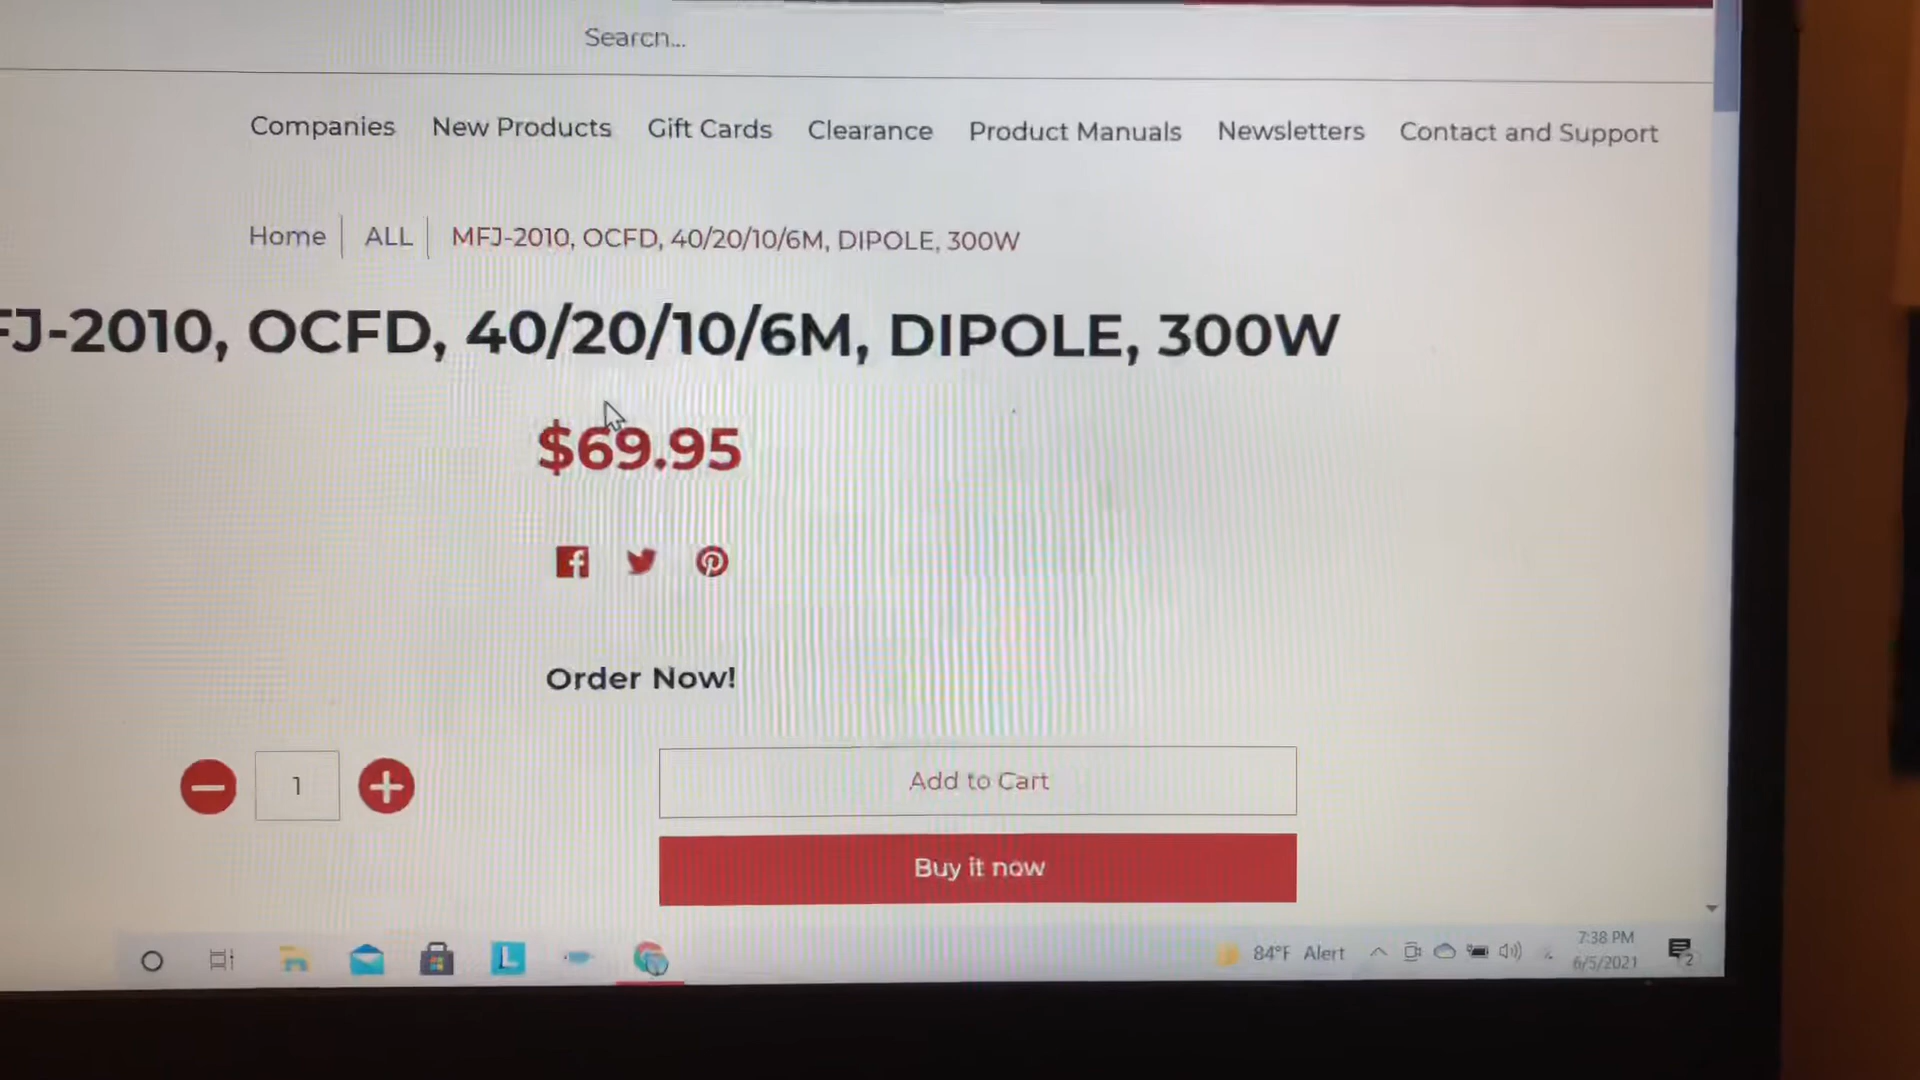 Search...
Companies New Products Gift Cards Clearance Product Manuals Newsletters Contact and Support
Home ALL MFJ-2010, OCFD, 40/20/10/6M, DIPOLE, 300W
FJ-2010, OCFD, 40/20/10/6M, DIPOLE, 300W
$69.95
Order Now!
1 Add to Cart
Buy it now
84°F Alert 7:38 PM
6/5/2021 2